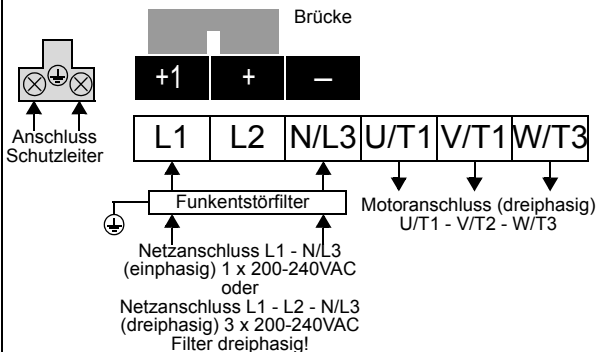 Brücke
+1 + –
Anschluss
Schutzleiter
L1 L2 N/L3 U/T1 V/T1 W/T3
Funkentstörfilter
Motoranschluss (dreiphasig)
U/T1 - V/T2 - W/T3
Netzanschluss L1 - N/L3
(einphasig) 1 x 200-240VAC
oder
Netzanschluss L1 - L2 - N/L3
(dreiphasig) 3 x 200-240VAC
Filter dreiphasig!